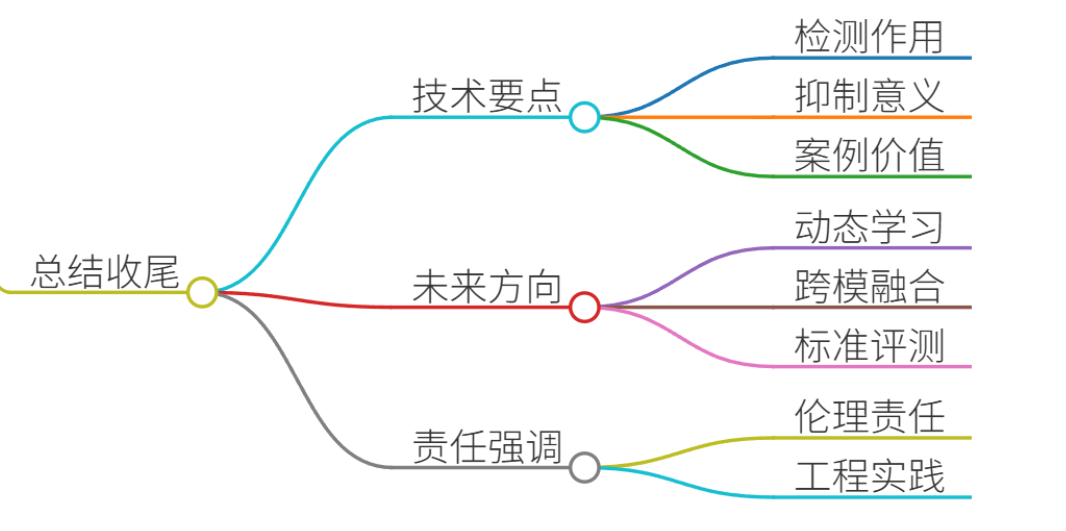 总结收尾
技术要点
检测作用
抑制意义
案例价值
未来方向
动态学习
跨模融合
标准评测
责任强调
伦理责任
工程实践